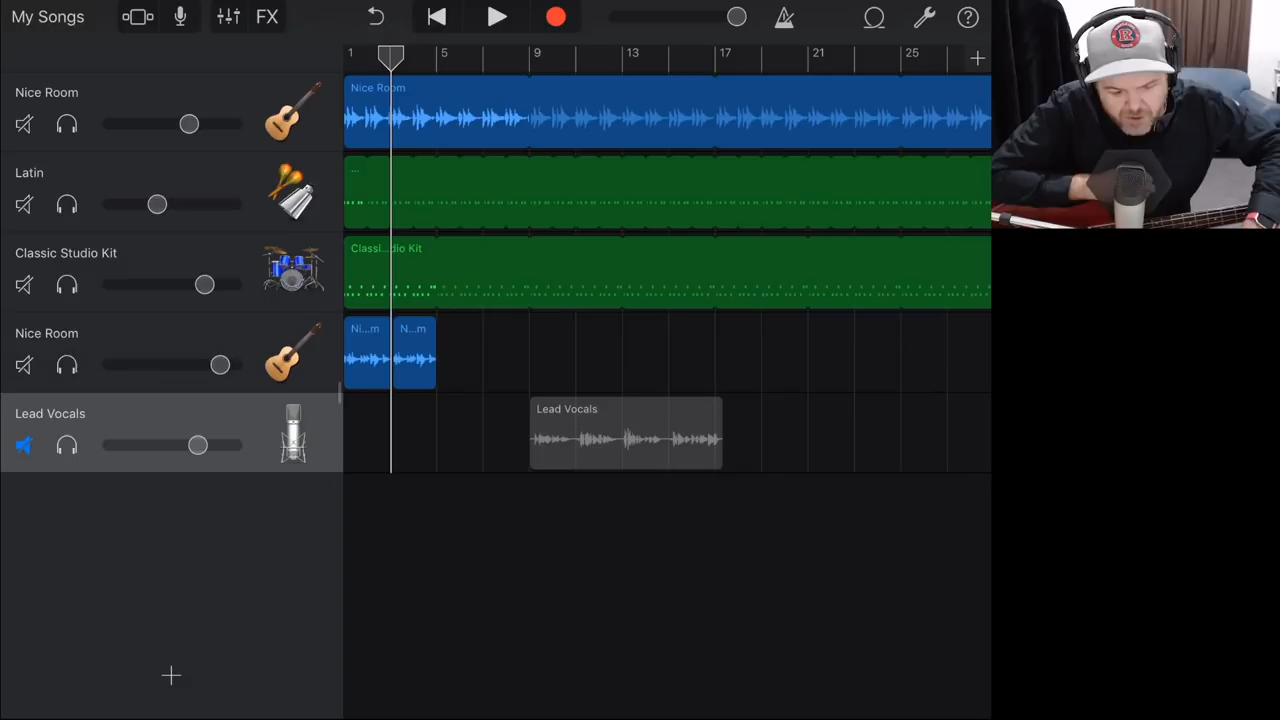 My Songs
FX
1
5
9
13
17
21
25
Nice Room
Nice Room
Latin
...
Classic Studio Kit
Classi...dio Kit
Nice Room
Ni...m
N...m
Lead Vocals
Lead Vocals
R